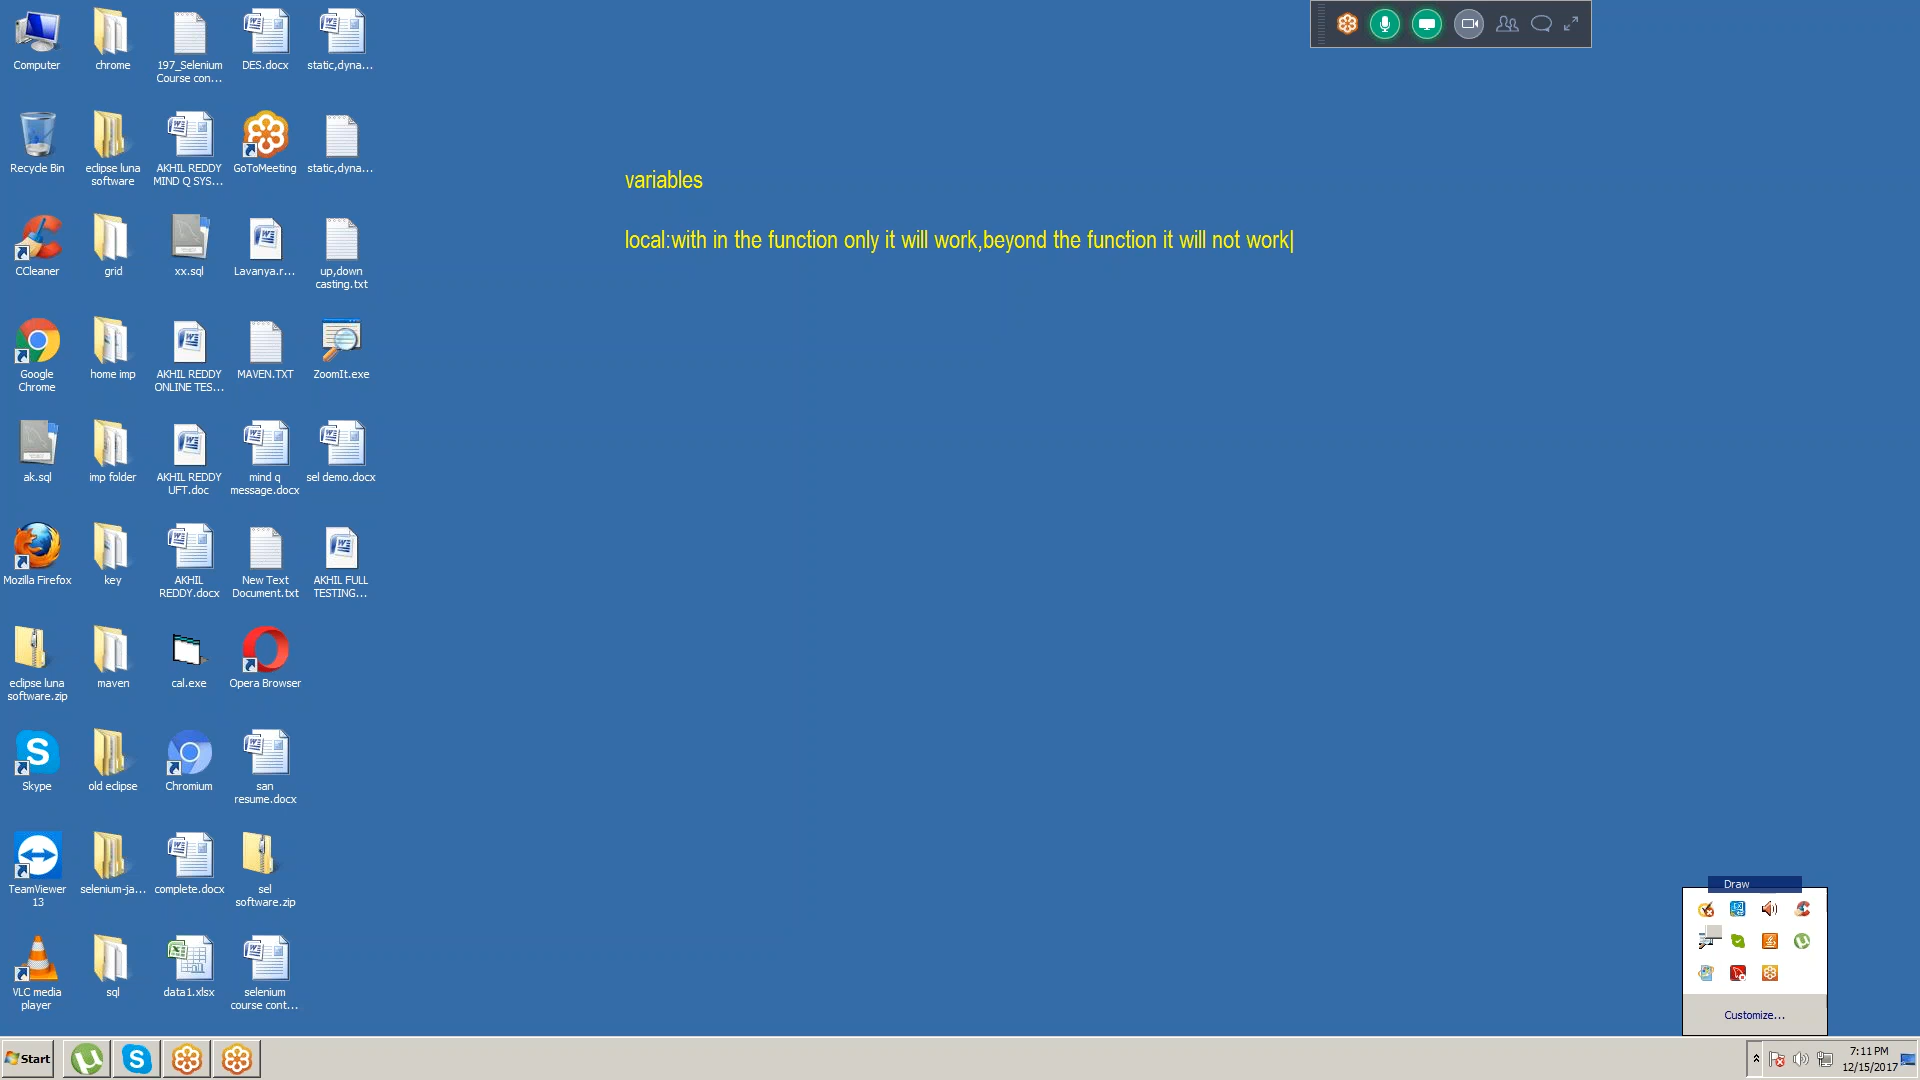 Computer
chrome
197_Selenium
Course con...
DES.docx
static,dyna...
Recycle Bin
eclipse luna
software
AKHIL REDDY
MIND Q SYS...
GoToMeeting
static,dyna...
variables
local:with in the function only it will work,beyond the function it will not work
CCleaner
grid
xx.sql
Lavanya.r...
up,down
casting.txt
Google
Chrome
home imp
AKHIL REDDY
ONLINE TES...
MAVEN.TXT
ZoomIt.exe
ak.sql
imp folder
AKHIL REDDY
UFT.doc
mind q
message.docx
sel demo.docx
Mozilla Firefox
key
AKHIL
REDDY.docx
New Text
Document.txt
AKHIL FULL
TESTING...
eclipse luna
software.zip
maven
cal.exe
Opera Browser
Skype
old eclipse
Chromium
san
resume.docx
TeamViewer
13
selenium-ja...
complete.docx
sel
software.zip
VLC media
player
sql
data1.xlsx
selenium
course cont...
Draw
Customize...
Start
7:11 PM
12/15/2017